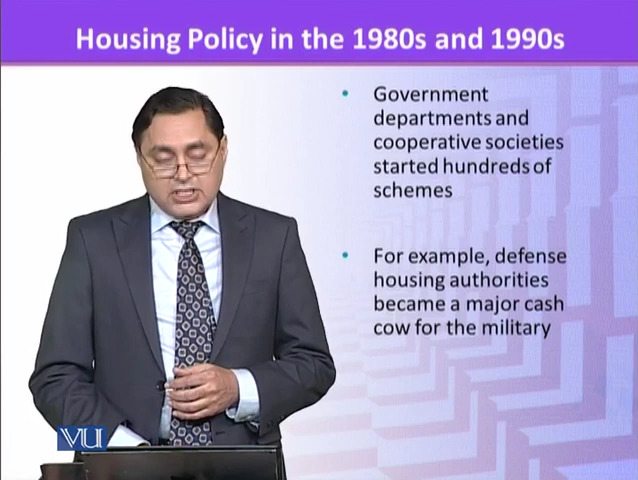 Housing Policy in the 1980s and 1990s
Government
departments and
cooperative societies
started hundreds of
schemes
For example, defense
housing authorities
became a major cash
cow for the military
VU